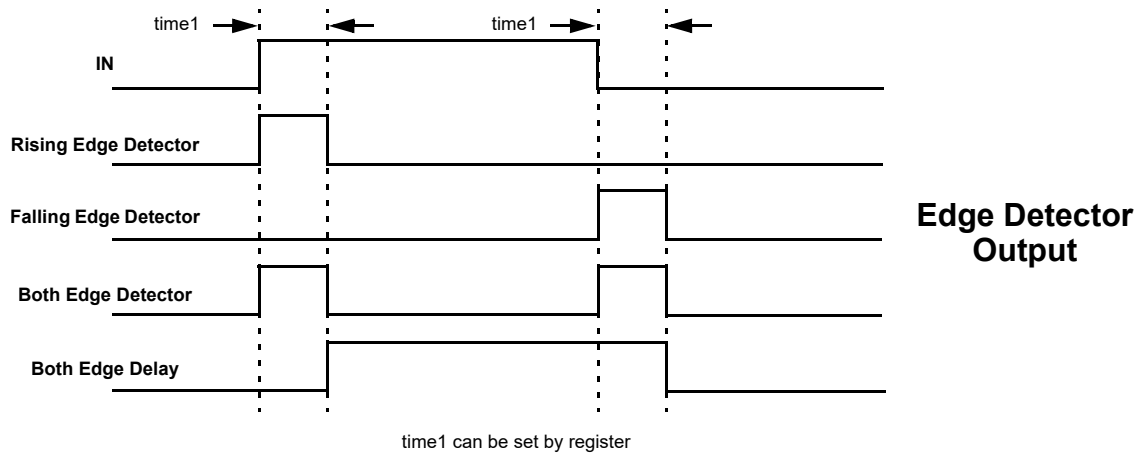 time1
time1
IN
Rising Edge Detector
Falling Edge Detector
Edge Detector
Output
Both Edge Detector
Both Edge Delay
time1 can be set by register